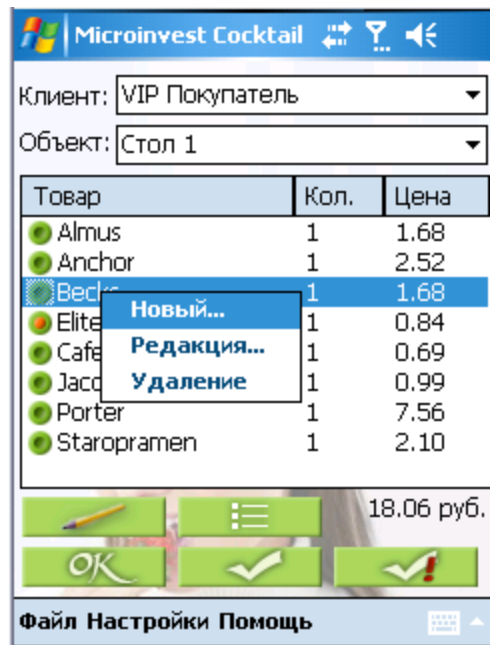 Microinvest Cocktail
Клиент: VIP Покупатель
Объект: Стол 1
Товар Кол. Цена
Almus 1 1.68
Anchor 1 2.52
1 1.68
Новый...
Elite 1 0.84
Редакция...
Cafe 1 0.69
1 0.99
Удаление
Porter 1 7.56
Staropramen 1 2.10
18.06 руб.
OK
Файл Настройки Помощь